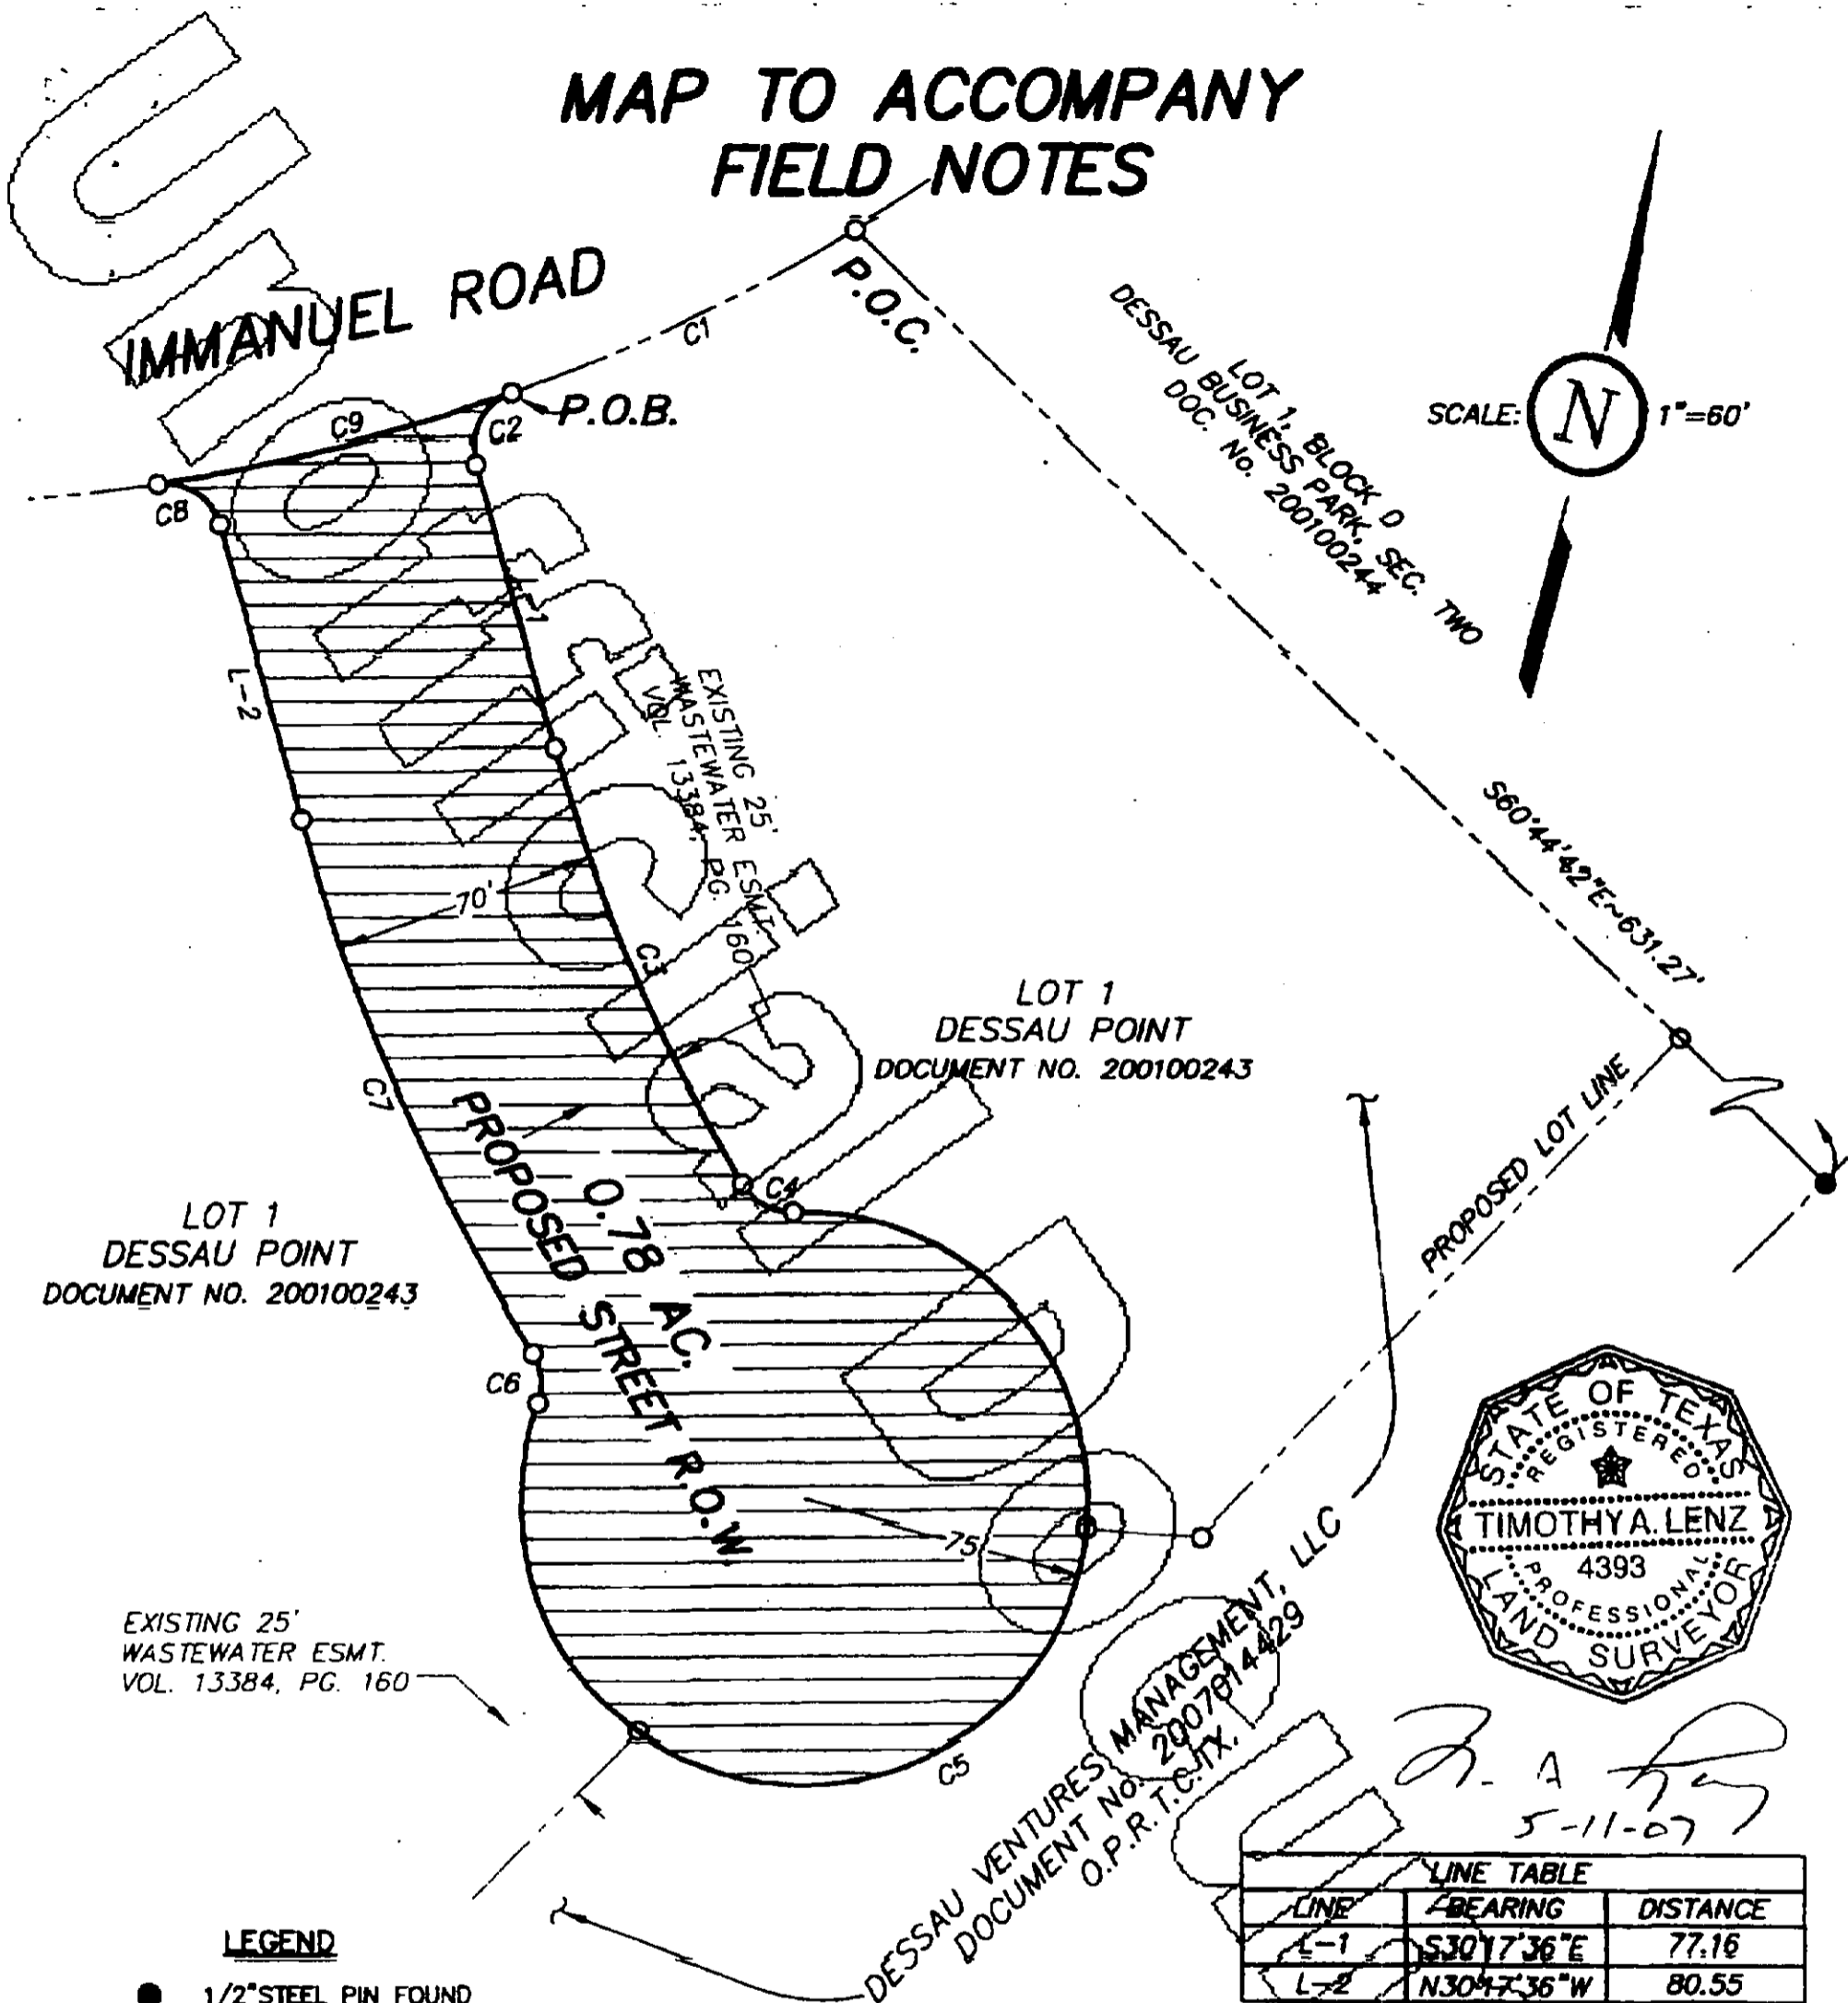 MAP TO ACCOMPANY
FIELD NOTES
IMMANUEL ROAD
C1
P.O.C.
P.O.B.
C9
C2
C8
LOT 1, BLOCK D
DESSAU BUSINESS PARK, SEC. TWO
DOC. No. 200100244
SCALE: N 1"=60'
L-2
EXISTING 25'
WASTEWATER ESMT.
VOL. 13384, PG. 160
S60°44'42"E~631.27'
70'
C3
LOT 1
DESSAU POINT
DOCUMENT NO. 200100243
C7
PROPOSED LOT LINE
C4
0.78 AC.
PROPOSED STREET R.O.W.
LOT 1
DESSAU POINT
DOCUMENT NO. 200100243
C6
75'
STATE OF TEXAS
REGISTERED
TIMOTHY A. LENZ
4393
PROFESSIONAL
LAND SURVEYOR
EXISTING 25'
WASTEWATER ESMT.
VOL. 13384, PG. 160
C5
DESSAU VENTURES MANAGEMENT, LLC
DOCUMENT No. 2007014429
O.P.R.T.C.TX.
5-11-07
LINE TABLE
LINE BEARING DISTANCE
L-1 S30°17'36"E 77.16
L-2 N30°17'36"W 80.55
LEGEND
● 1/2" STEEL PIN FOUND
Unofficial Docu